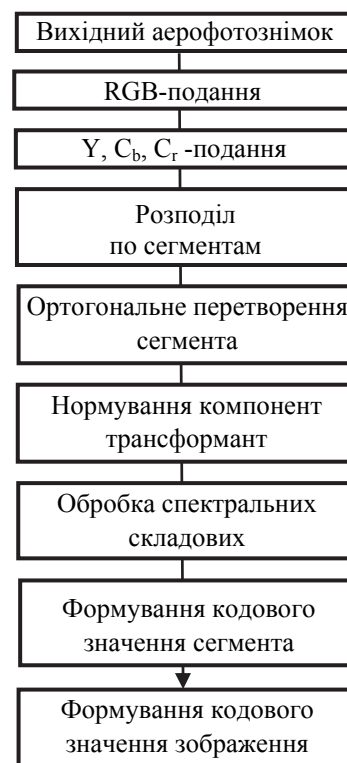 Вихідний аерофотознімок
RGB-подання
Y, Cb, Cr -подання
Розподіл
по сегментам
Ортогональне перетворення
сегмента
Нормування компонент
трансформант
Обробка спектральних
складових
Формування кодового
значення сегмента
Формування кодового
значення зображення